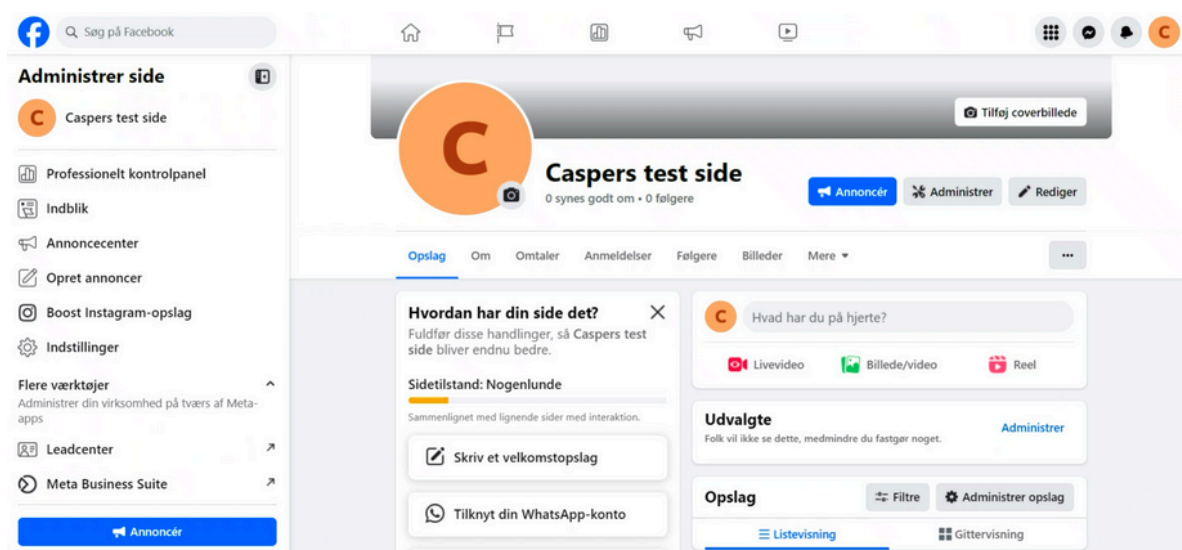 Søg på Facebook
C
Administrer side
C
Caspers test side
Professionelt kontrolpanel
Indblik
Annoncecenter
Opret annoncer
Boost Instagram-opslag
Indstillinger
Flere værktøjer
Administrer din virksomhed på tværs af Meta-
apps
Leadcenter
Meta Business Suite
Annoncér
Tilføj coverbillede
C
Caspers test side
0 synes godt om • 0 følgere
Annoncér
Administrer
Rediger
Opslag Om Omtaler Anmeldelser Følgere Billeder Mere
Hvordan har din side det?
Fuldfør disse handlinger, så Caspers test
side bliver endnu bedre.
Sidetilstand: Nogenlunde
Sammenlignet med lignende sider med interaktion.
Skriv et velkomstopslag
Tilknyt din WhatsApp-konto
C
Hvad har du på hjerte?
Livevideo
Billede/video
Reel
Udvalgte
Administrer
Folk vil ikke se dette, medmindre du fastgør noget.
Opslag
Filtre
Administrer opslag
Listevisning
Gittervisning